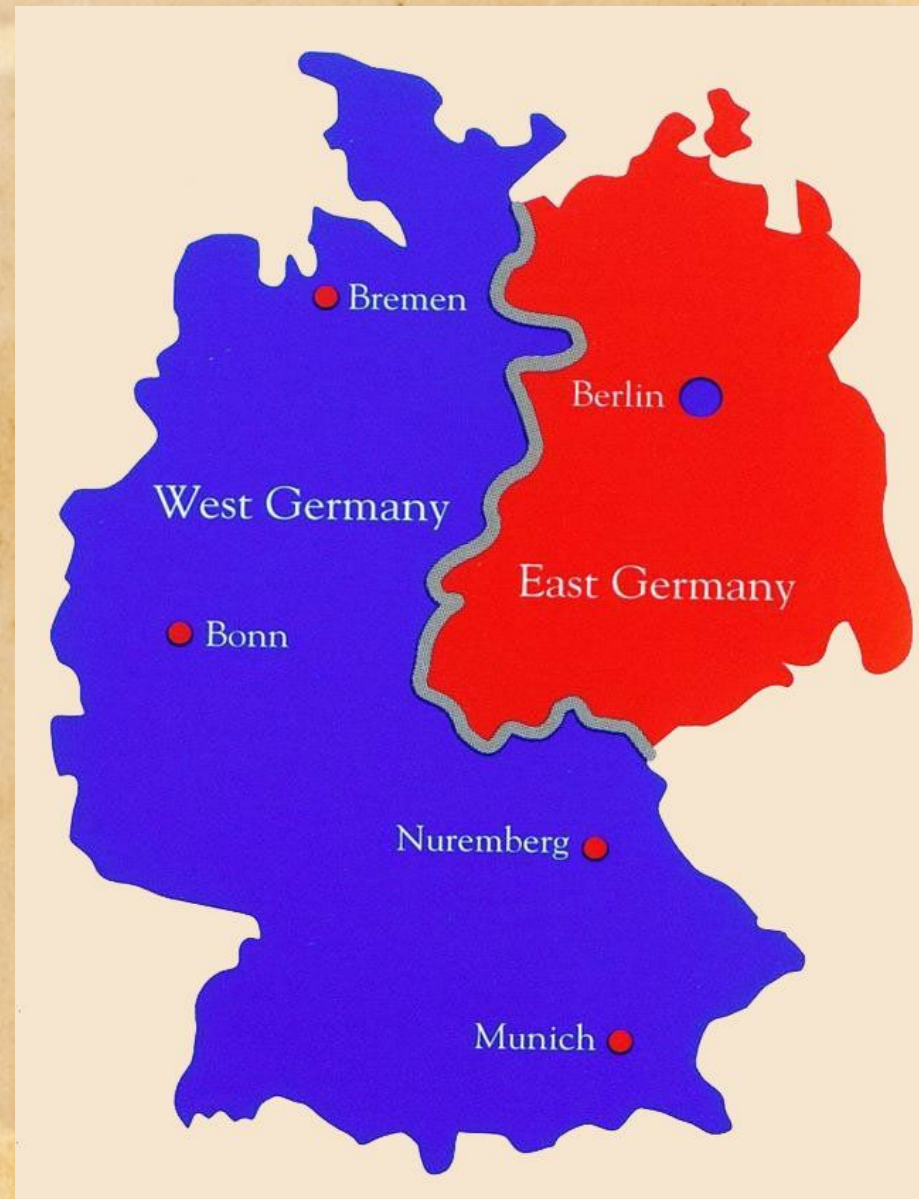 Bremen
Berlin
West Germany
East Germany
Bonn
Nuremberg
Munich